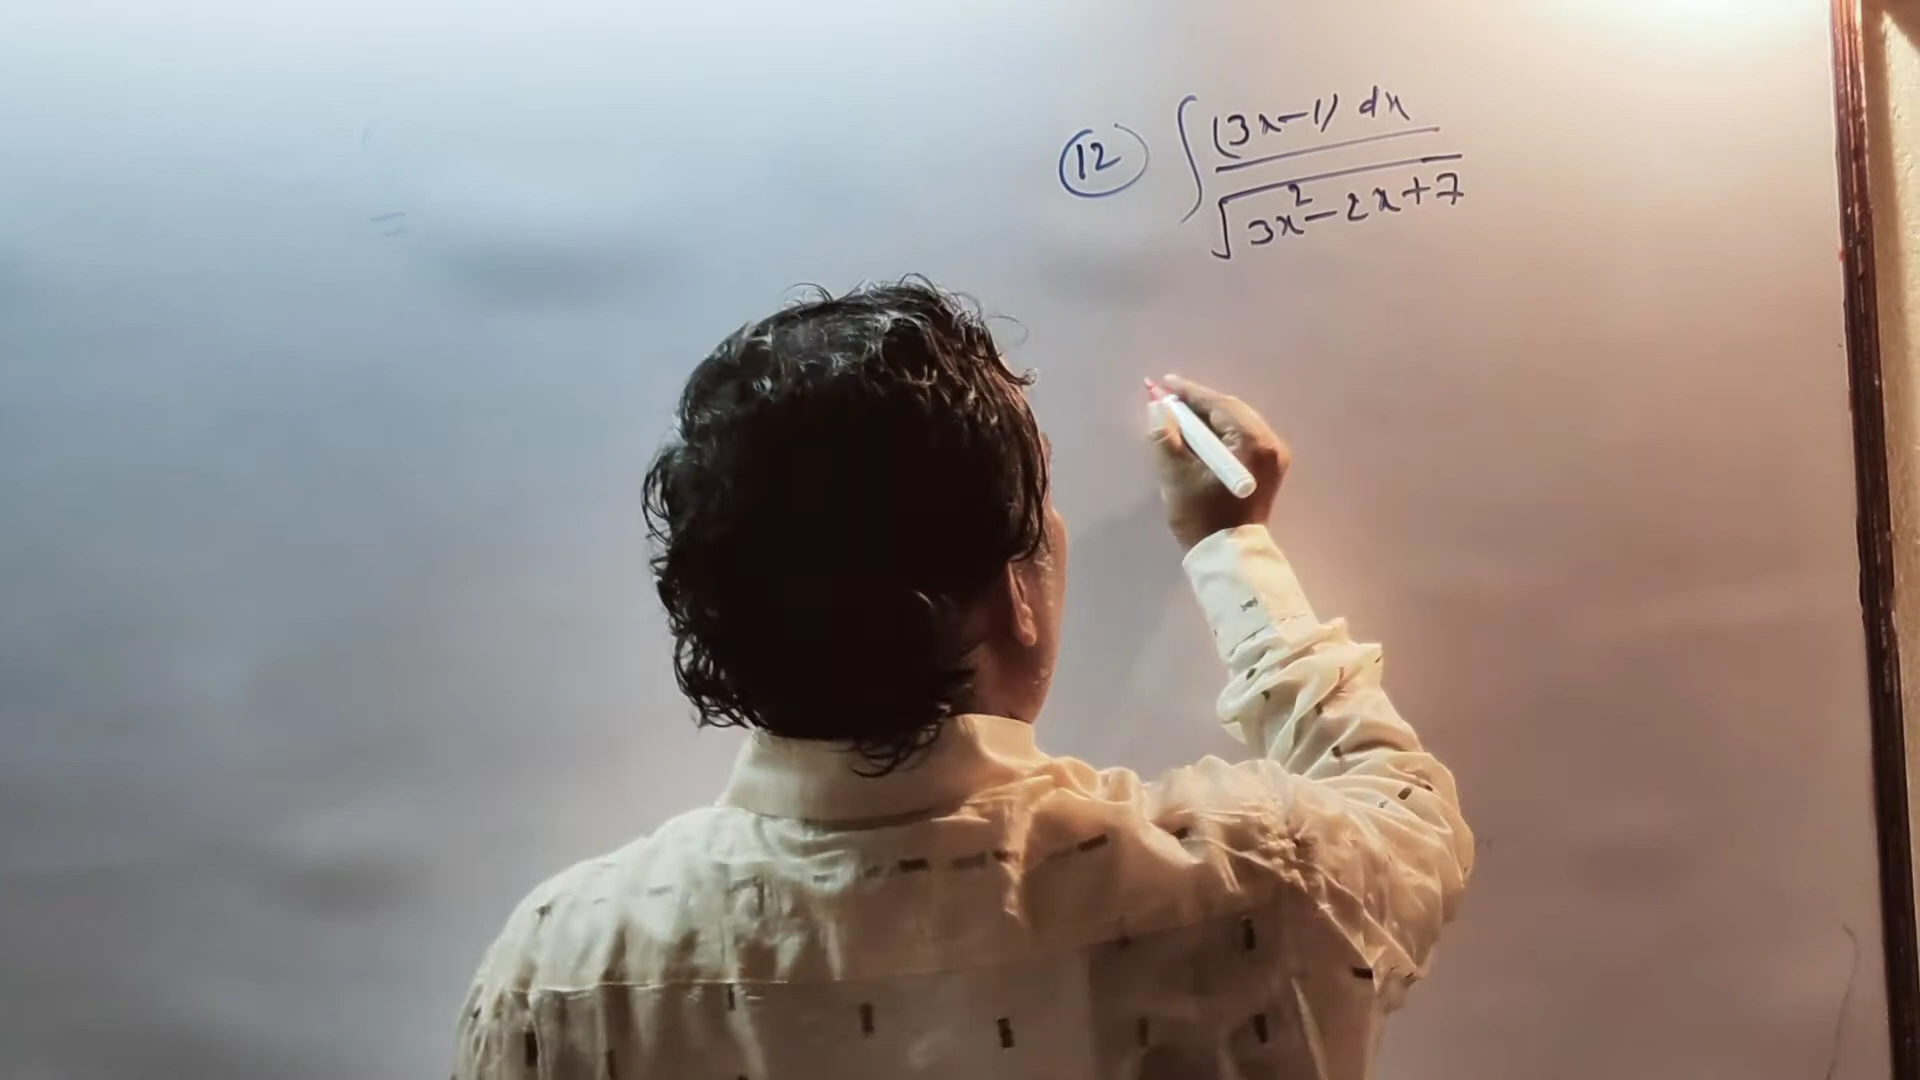 (12) ∫ (3x-1) dx
√3x²-2x+7